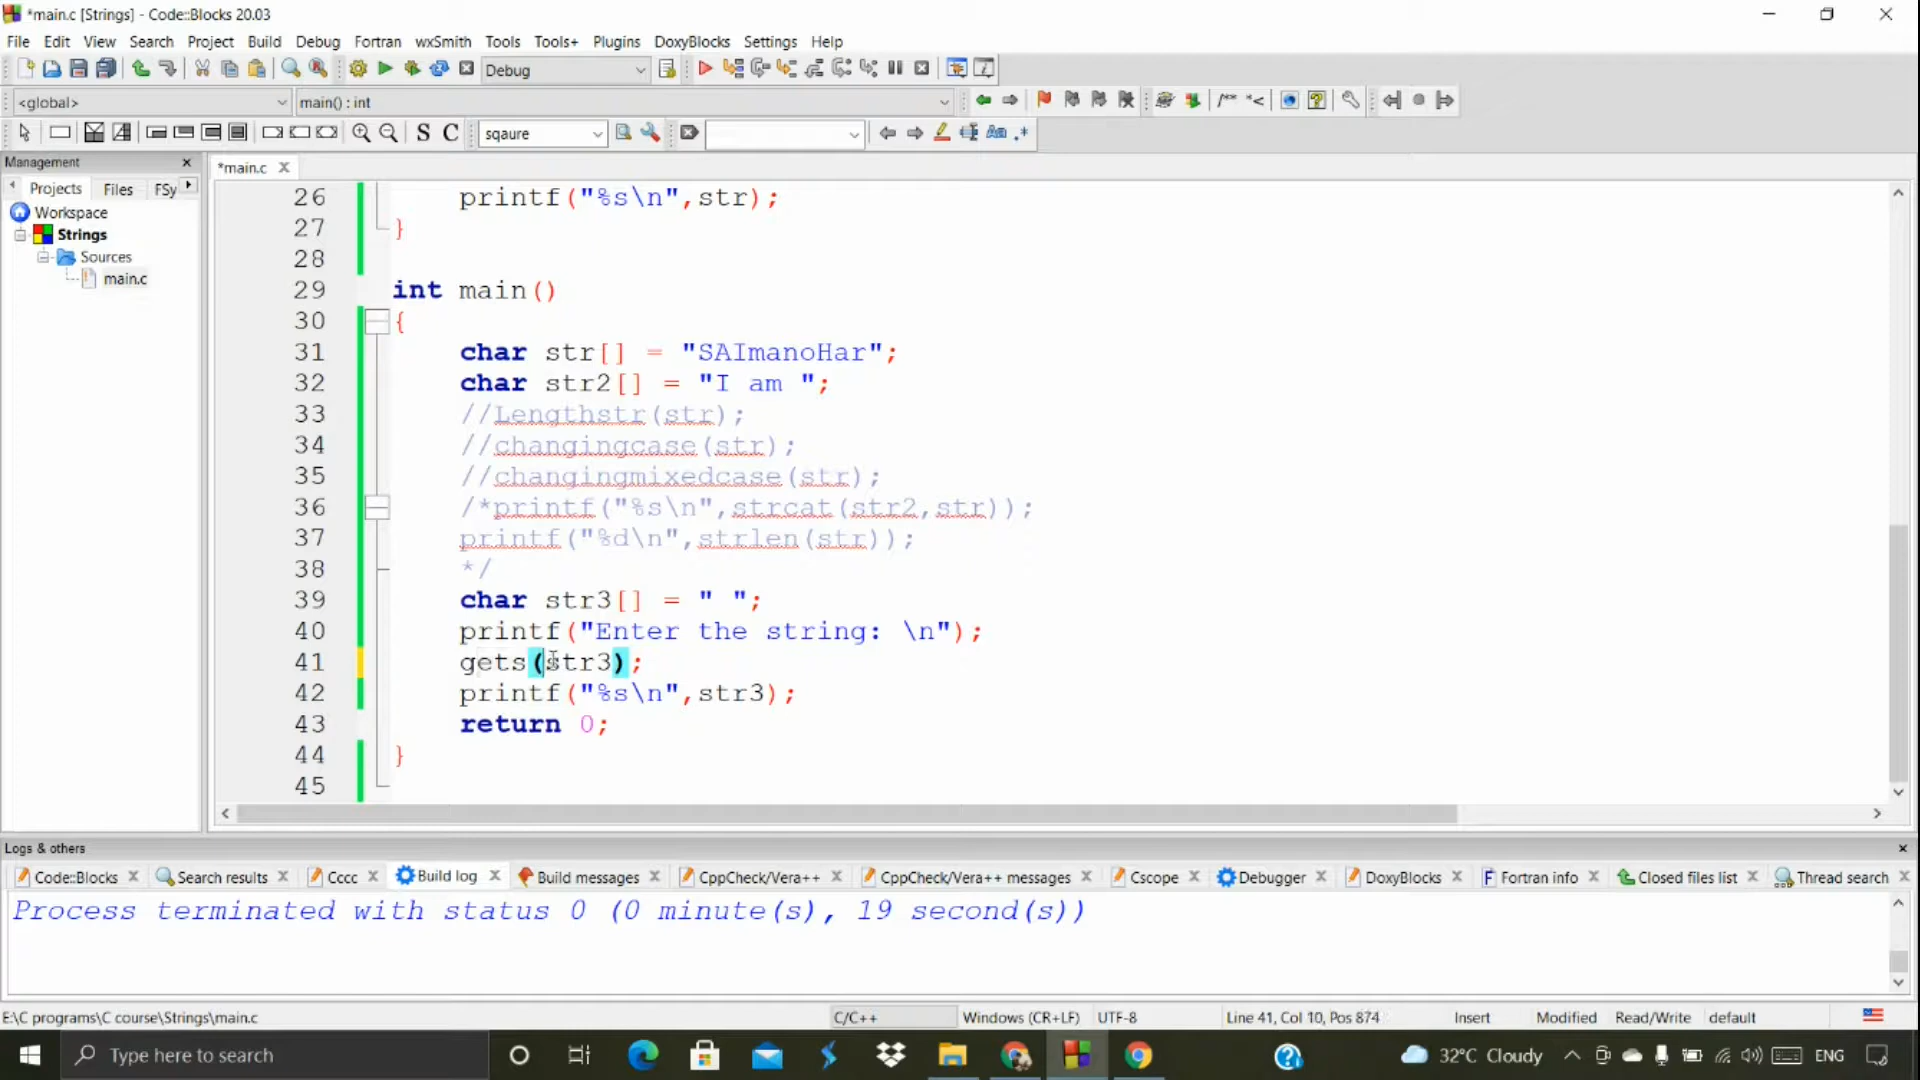 *main.c [Strings] - Code::Blocks 20.03
File Edit View Search Project Build Debug Fortran wxSmith Tools Tools+ Plugins DoxyBlocks Settings Help
Debug
<global> main() : int /** *<
S C sqaure Aa .*
Management
Projects Files FSy
*main.c
Workspace
Strings
Sources
main.c
26 printf("%s\n",str);
27 }
28
29 int main()
30 {
31 char str[] = "SAImanoHar";
32 char str2[] = "I am ";
33 //Lengthstr(str);
34 //changingcase(str);
35 //changingmixedcase(str);
36 /*printf("%s\n",strcat(str2,str));
37 printf("%d\n",strlen(str));
38 */
39 char str3[] = " ";
40 printf("Enter the string: \n");
41 gets(str3);
42 printf("%s\n",str3);
43 return 0;
44 }
45
Logs & others
Code::Blocks Search results Cccc Build log Build messages CppCheck/Vera++ CppCheck/Vera++ messages Cscope Debugger DoxyBlocks Fortran info Closed files list Thread search
Process terminated with status 0 (0 minute(s), 19 second(s))
E:\C programs\C course\Strings\main.c C/C++ Windows (CR+LF) UTF-8 Line 41, Col 10, Pos 874 Insert Modified Read/Write default
Type here to search 32°C Cloudy ENG